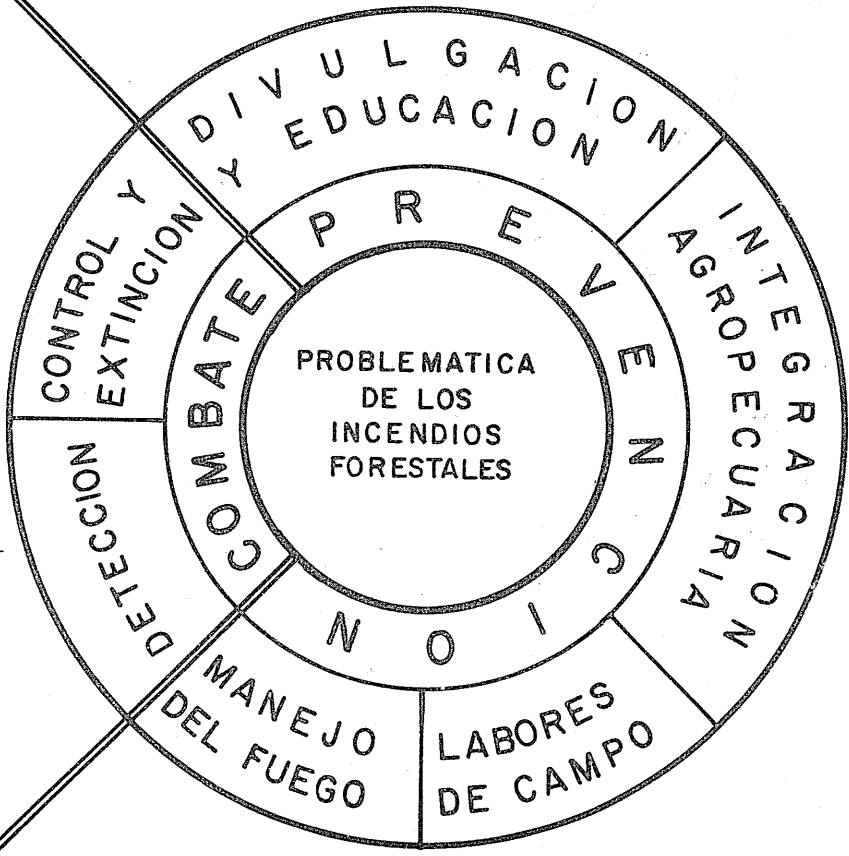 PROBLEMATICA
DE LOS
INCENDIOS
FORESTALES
PREVENCION
COMBATE
DIVULGACION
Y EDUCACION
INTEGRACION
AGROPECUARIA
LABORES
DE CAMPO
MANEJO
DEL FUEGO
DETECCION
CONTROL Y
EXTINCION